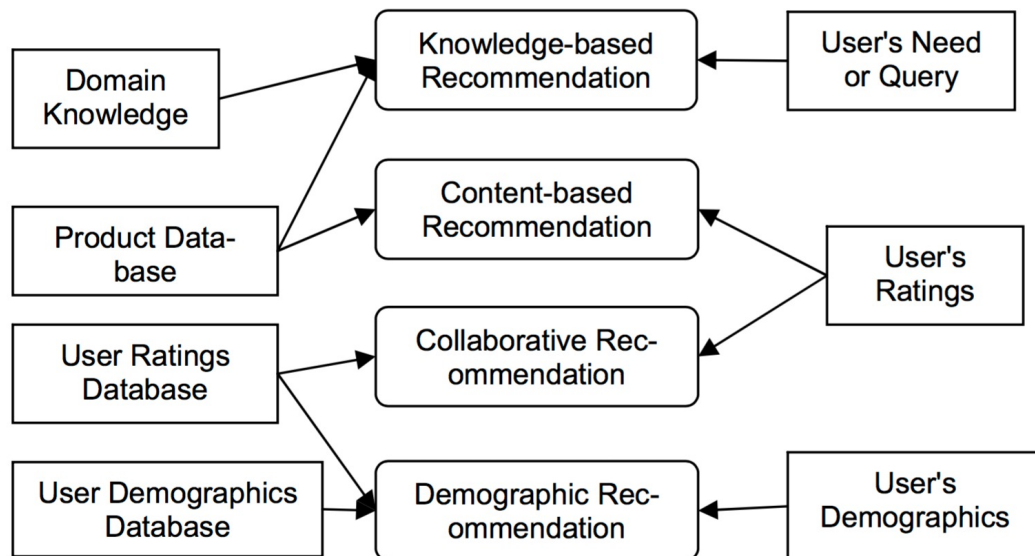 Knowledge-based
Recommendation
User's Need
or Query
Domain
Knowledge
Content-based
Recommendation
Product Data-
base
User's
Ratings
User Ratings
Database
Collaborative Rec-
ommendation
User Demographics
Database
Demographic Rec-
ommendation
User's
Demographics